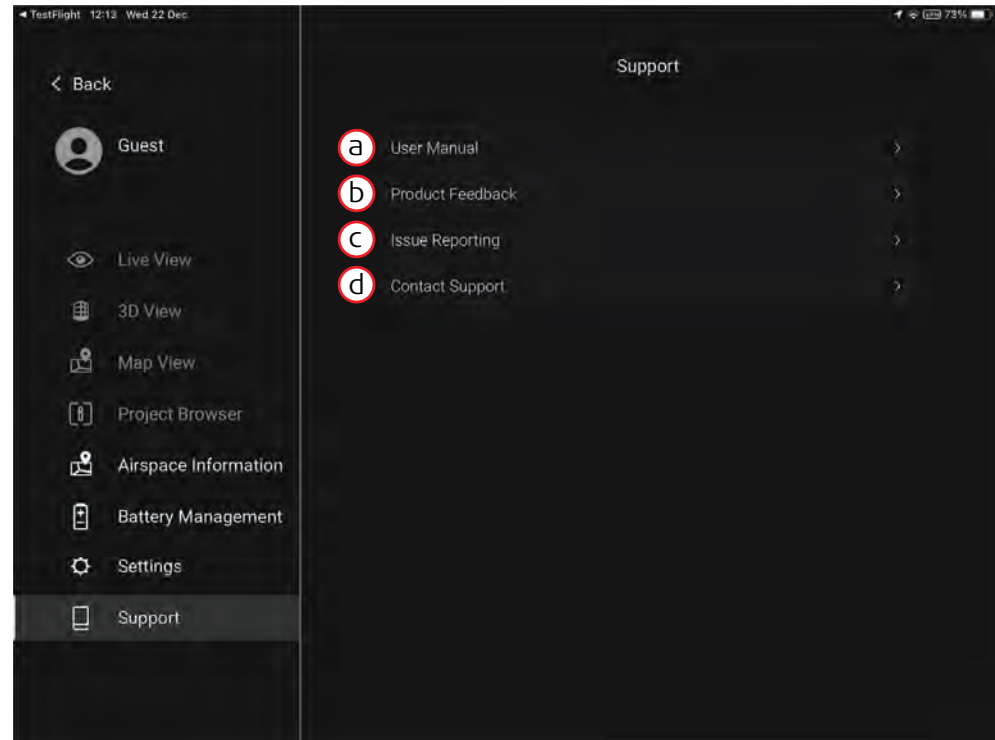 ◄ TestFlight 12:13 Wed 22 Dec
VPN 73%
Back
Guest
Live View
3D View
Map View
Project Browser
Airspace Information
Battery Management
Settings
Support
Support
a User Manual
b Product Feedback
c Issue Reporting
d Contact Support